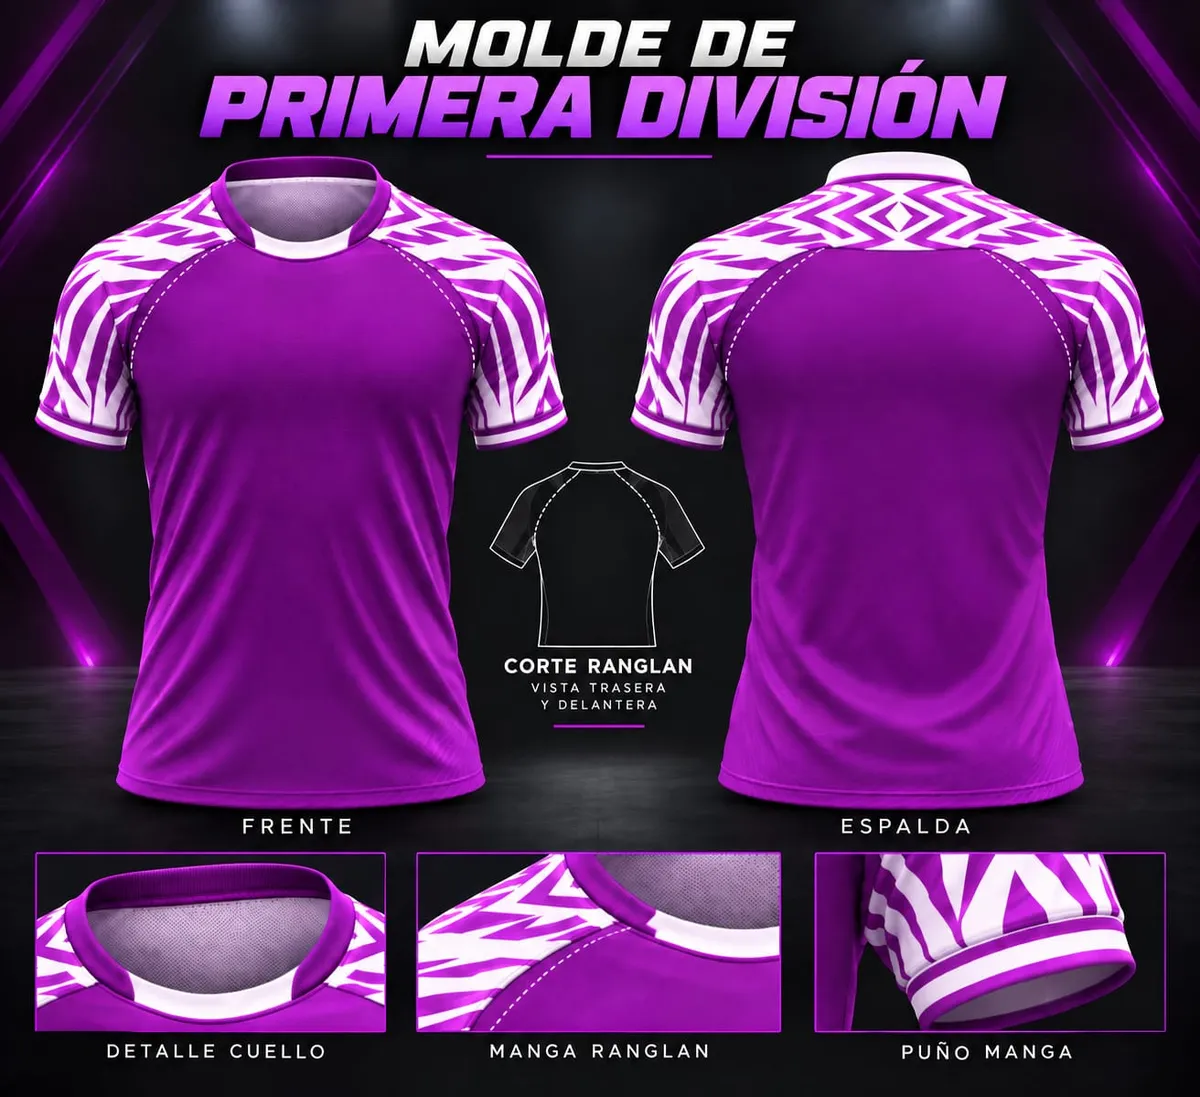 MOLDE DE
PRIMERA DIVISIÓN
CORTE RANGLAN
VISTA TRASERA
Y DELANTERA
FRENTE
ESPALDA
DETALLE CUELLO
MANGA RANGLAN
PUÑO MANGA